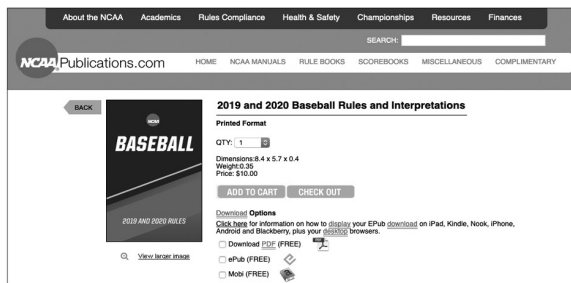 About the NCAA Academics Rules Compliance Health & Safety Championships Resources Finances
SEARCH:
NCAA Publications.com HOME NCAA MANUALS RULE BOOKS SCOREBOOKS MISCELLANEOUS COMPLIMENTARY
BACK
NCAA
BASEBALL
2019 AND 2020 RULES
View larger image
2019 and 2020 Baseball Rules and Interpretations
Printed Format
QTY: 1
Dimensions:8.4 x 5.7 x 0.4
Weight:0.35
Price: $10.00
ADD TO CART CHECK OUT
Download Options
Click here for information on how to display your EPub download on iPad, Kindle, Nook, iPhone,
Android and Blackberry, plus your desktop browsers.
Download PDF (FREE)
ePub (FREE)
Mobi (FREE)